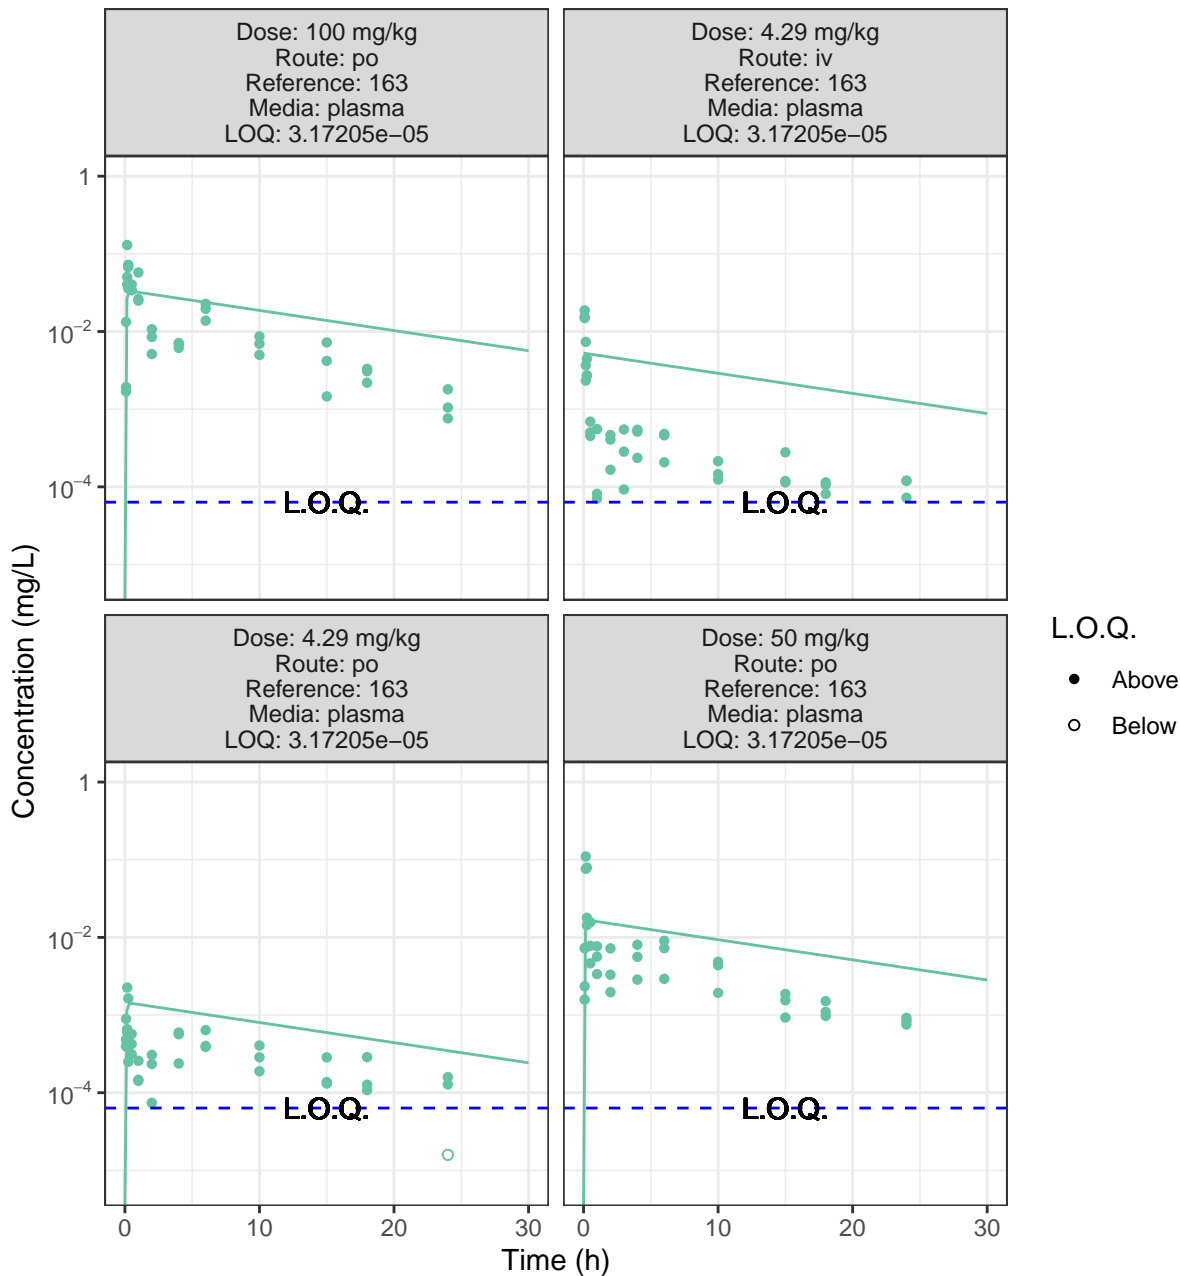 Dose: 100 mg/kg
Route: po
Reference: 163
Media: plasma
LOQ: 3.17205e−05
Dose: 4.29 mg/kg
Route: iv
Reference: 163
Media: plasma
LOQ: 3.17205e−05
1
10⁻²
10⁻⁴
L.O.Q.
L.O.Q.
Concentration (mg/L)
Dose: 4.29 mg/kg
Route: po
Reference: 163
Media: plasma
LOQ: 3.17205e−05
Dose: 50 mg/kg
Route: po
Reference: 163
Media: plasma
LOQ: 3.17205e−05
1
10⁻²
10⁻⁴
L.O.Q.
L.O.Q.
0 10 20 30
0 10 20 30
Time (h)
L.O.Q.
Above
Below